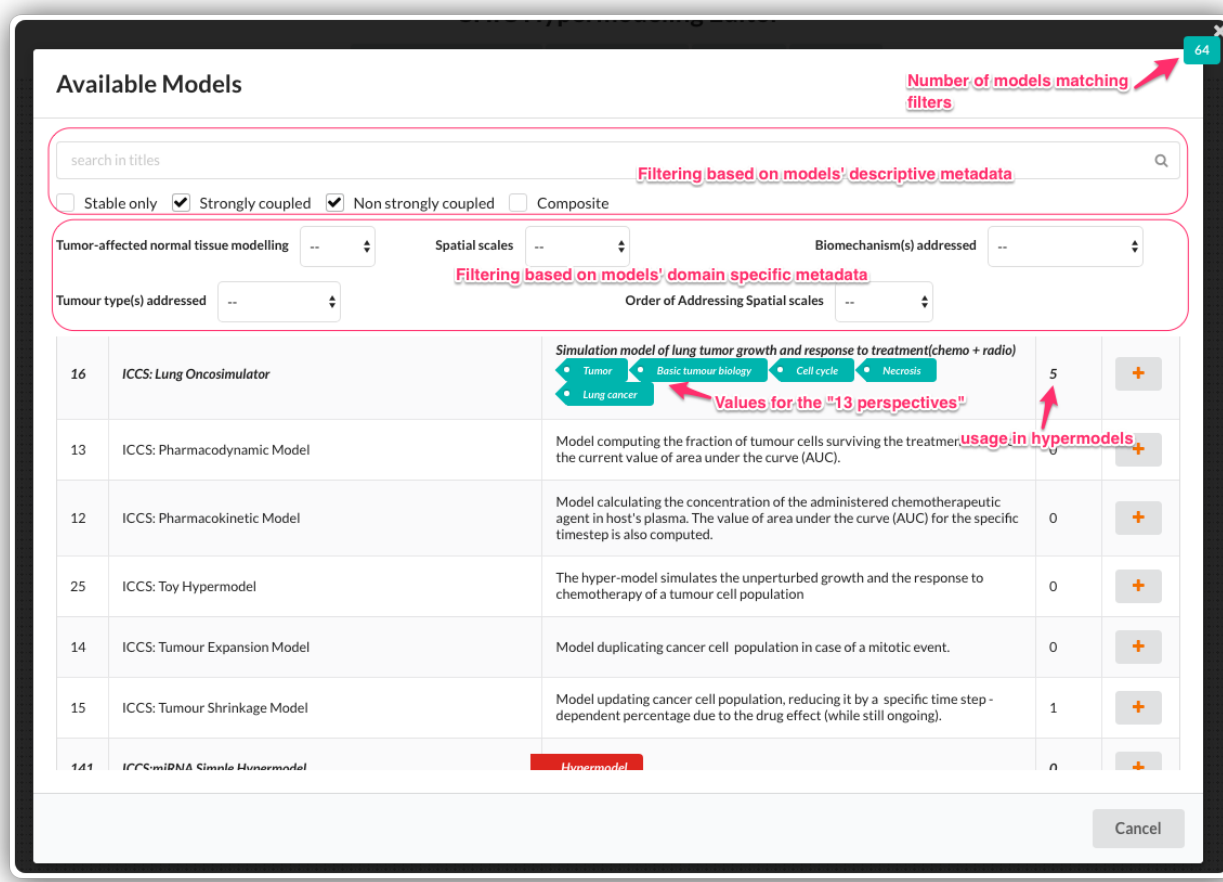 64
Available Models
Number of models matching
filters
search in titles
Filtering based on models' descriptive metadata
Stable only Strongly coupled Non strongly coupled Composite
Tumor-affected normal tissue modelling -- Spatial scales -- Biomechanism(s) addressed --
Filtering based on models' domain specific metadata
Tumour type(s) addressed -- Order of Addressing Spatial scales --
Simulation model of lung tumor growth and response to treatment(chemo + radio)
16 ICCS: Lung Oncosimulator Tumor Basic tumour biology Cell cycle Necrosis 5 +
Lung cancer
Values for the "13 perspectives"
usage in hypermodels
13 ICCS: Pharmacodynamic Model Model computing the fraction of tumour cells surviving the treatmen 0 +
the current value of area under the curve (AUC).
Model calculating the concentration of the administered chemotherapeutic
12 ICCS: Pharmacokinetic Model agent in host's plasma. The value of area under the curve (AUC) for the specific 0 +
timestep is also computed.
25 ICCS: Toy Hypermodel The hyper-model simulates the unperturbed growth and the response to 0 +
chemotherapy of a tumour cell population
14 ICCS: Tumour Expansion Model Model duplicating cancer cell population in case of a mitotic event. 0 +
15 ICCS: Tumour Shrinkage Model Model updating cancer cell population, reducing it by a specific time step - 1 +
dependent percentage due to the drug effect (while still ongoing).
141 ICCS:miRNA Simple Hypermodel Hypermodel 0 +
Cancel